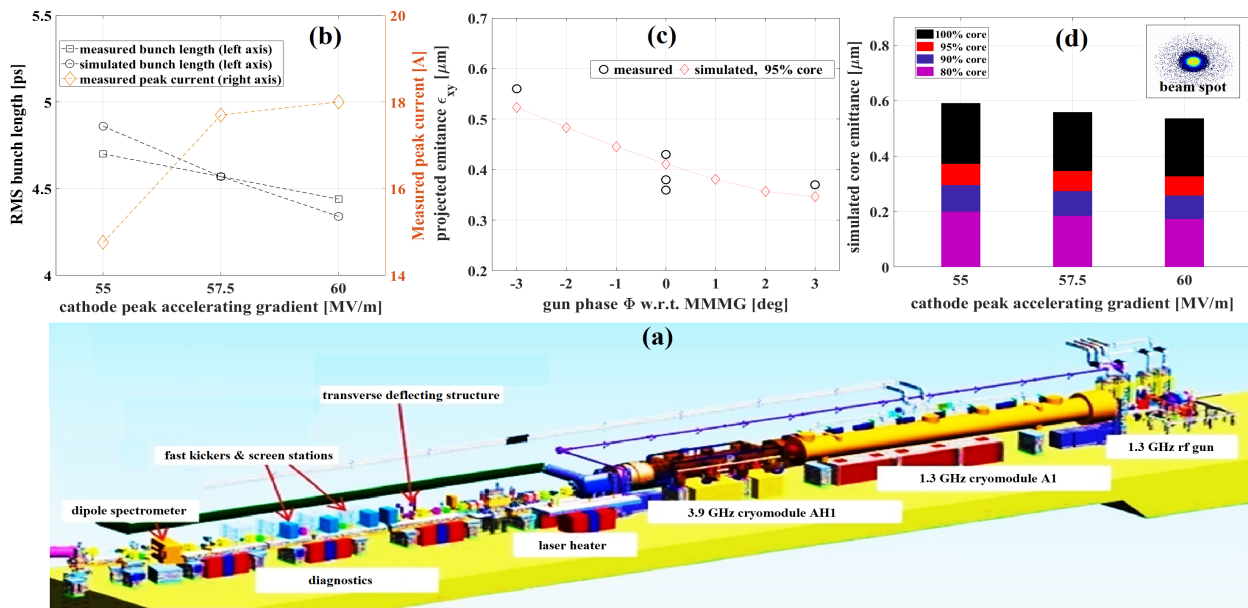 (b)
5.5
5
4.5
4
RMS bunch length [ps]
measured bunch length (left axis)
simulated bunch length (left axis)
measured peak current (right axis)
20
18
16
14
Measured peak current [A]
55
57.5
60
cathode peak accelerating gradient [MV/m]
(c)
0.7
0.6
0.5
0.4
0.3
0.2
projected emitance ϵxy [μm]
measured
simulated, 95% core
-3
-2
-1
0
1
2
3
gun phase Φ w.r.t. MMMG [deg]
(d)
0.8
0.6
0.4
0.2
0
simulated core emittance [μm]
100% core
95% core
90% core
80% core
beam spot
55
57.5
60
cathode peak accelerating gradient [MV/m]
(a)
transverse deflecting structure
fast kickers & screen stations
dipole spectrometer
1.3 GHz rf gun
1.3 GHz cryomodule A1
3.9 GHz cryomodule AH1
laser heater
diagnostics